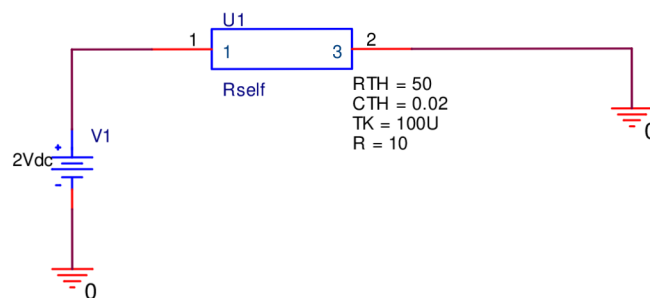 U1
1
1
3
2
Rself
RTH = 50
CTH = 0.02
TK = 100U
R = 10
V1
2Vdc
+
-
0
0